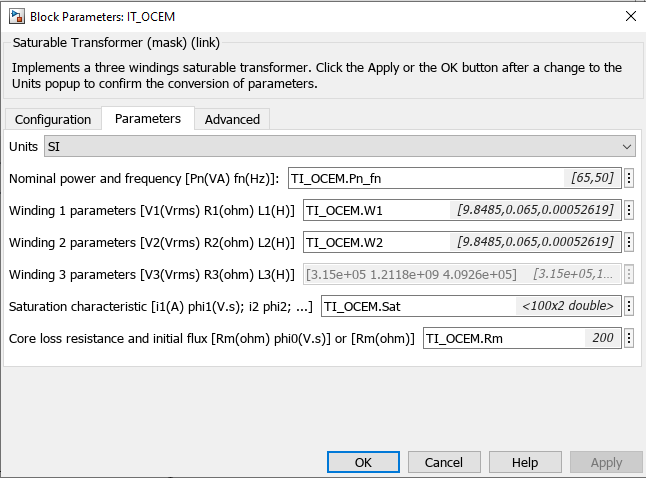 Block Parameters: IT_OCEM
Saturable Transformer (mask) (link)
Implements a three windings saturable transformer. Click the Apply or the OK button after a change to the
Units popup to confirm the conversion of parameters.
Configuration Parameters Advanced
Units SI
Nominal power and frequency [Pn(VA) fn(Hz)]: TI_OCEM.Pn_fn [65,50]
Winding 1 parameters [V1(Vrms) R1(ohm) L1(H)] TI_OCEM.W1 [9.8485,0.065,0.00052619]
Winding 2 parameters [V2(Vrms) R2(ohm) L2(H)] TI_OCEM.W2 [9.8485,0.065,0.00052619]
Winding 3 parameters [V3(Vrms) R3(ohm) L3(H)] [3.15e+05 1.2118e+09 4.0926e+05] [3.15e+05,1...
Saturation characteristic [i1(A) phi1(V.s); i2 phi2; ...] TI_OCEM.Sat <100x2 double>
Core loss resistance and initial flux [Rm(ohm) phi0(V.s)] or [Rm(ohm)] TI_OCEM.Rm 200
OK Cancel Help Apply